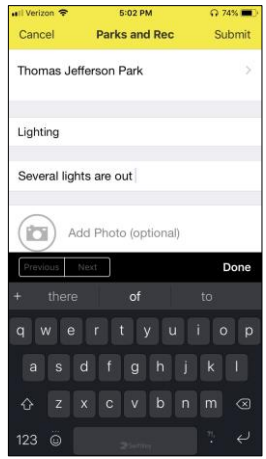 Verizon 5:02 PM 74%
Cancel Parks and Rec Submit
Thomas Jefferson Park
Lighting
Several lights are out
Add Photo (optional)
Previous Next Done
+ there of to
q w e r t y u i o p
a s d f g h j k l
z x c v b n m
123